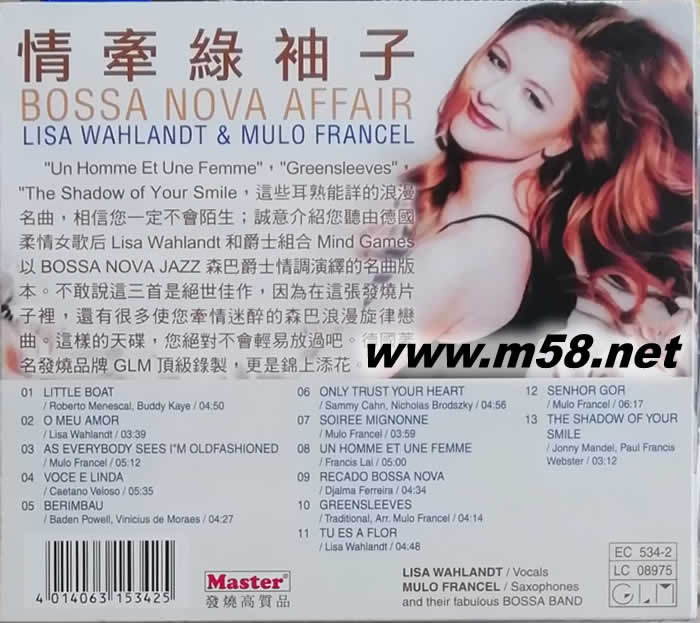 情牽綠袖子
BOSSA NOVA AFFAIR
LISA WAHLANDT & MULO FRANCEL
"Un Homme Et Une Femme"，"Greensleeves"，
"The Shadow of Your Smile，這些耳熟能詳的浪漫
名曲，相信您一定不會陌生；誠意介紹您聽由德國
柔情女歌后 Lisa Wahlandt 和爵士組合 Mind Games
以 BOSSA NOVA JAZZ 森巴爵士情調演繹的名曲版
本。不敢說這三首是絕世佳作，因為在這張發燒片
子裡，還有很多使您牽情迷醉的森巴浪漫旋律戀
曲。這樣的天碟，您絕對不會輕易放過吧。德國著
名發燒品牌 GLM 頂級錄製，更是錦上添花。
www.m58.net
01 LITTLE BOAT
/ Roberto Menescal, Buddy Kaye / 04:50
02 O MEU AMOR
/ Lisa Wahlandt / 03:39
03 AS EVERYBODY SEES I"M OLDFASHIONED
/ Mulo Francel / 05:12
04 VOCE E LINDA
/ Caetano Veloso / 05:35
05 BERIMBAU
/ Baden Powell, Vinicius de Moraes / 04:27
06 ONLY TRUST YOUR HEART
/ Sammy Cahn, Nicholas Brodszky / 04:56
07 SOIREE MIGNONNE
/ Mulo Francel / 03:59
08 UN HOMME ET UNE FEMME
/ Francis Lai / 05:00
09 RECADO BOSSA NOVA
/ Djalma Ferreira / 04:34
10 GREENSLEEVES
/ Traditional, Arr. Mulo Francel / 04:14
11 TU ES A FLOR
/ Lisa Wahlandt / 04:48
12 SENHOR GOR
/ Mulo Francel / 06:17
13 THE SHADOW OF YOUR
SMILE
/ Jonny Mandel, Paul Francis
Webster / 03:12
4 014063 153425
Master®
發燒高質品
LISA WAHLANDT / Vocals
MULO FRANCEL / Saxophones
and their fabulous BOSSA BAND
EC 534-2
LC 08975
GLM